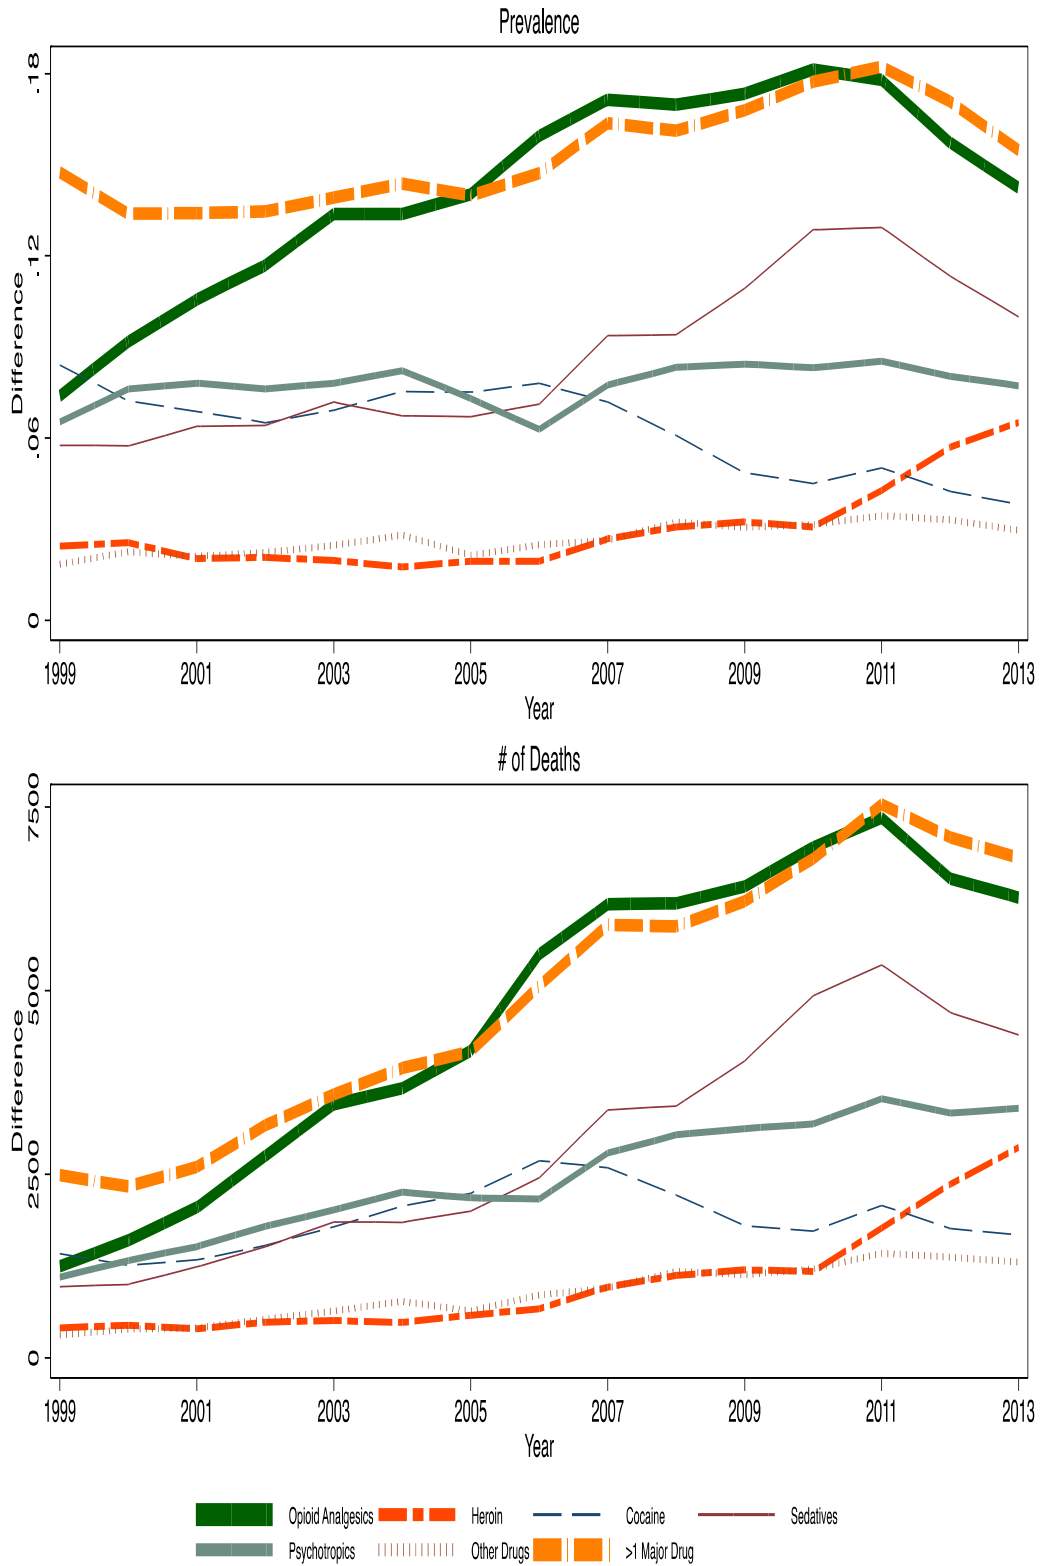 Prevalence
.18
.12
.06
0
Difference
1999 2001 2003 2005 2007 2009 2011 2013
Year
# of Deaths
7500
5000
2500
0
Difference
1999 2001 2003 2005 2007 2009 2011 2013
Year
Opioid Analgesics Heroin Cocaine Sedatives
Psychotropics Other Drugs >1 Major Drug